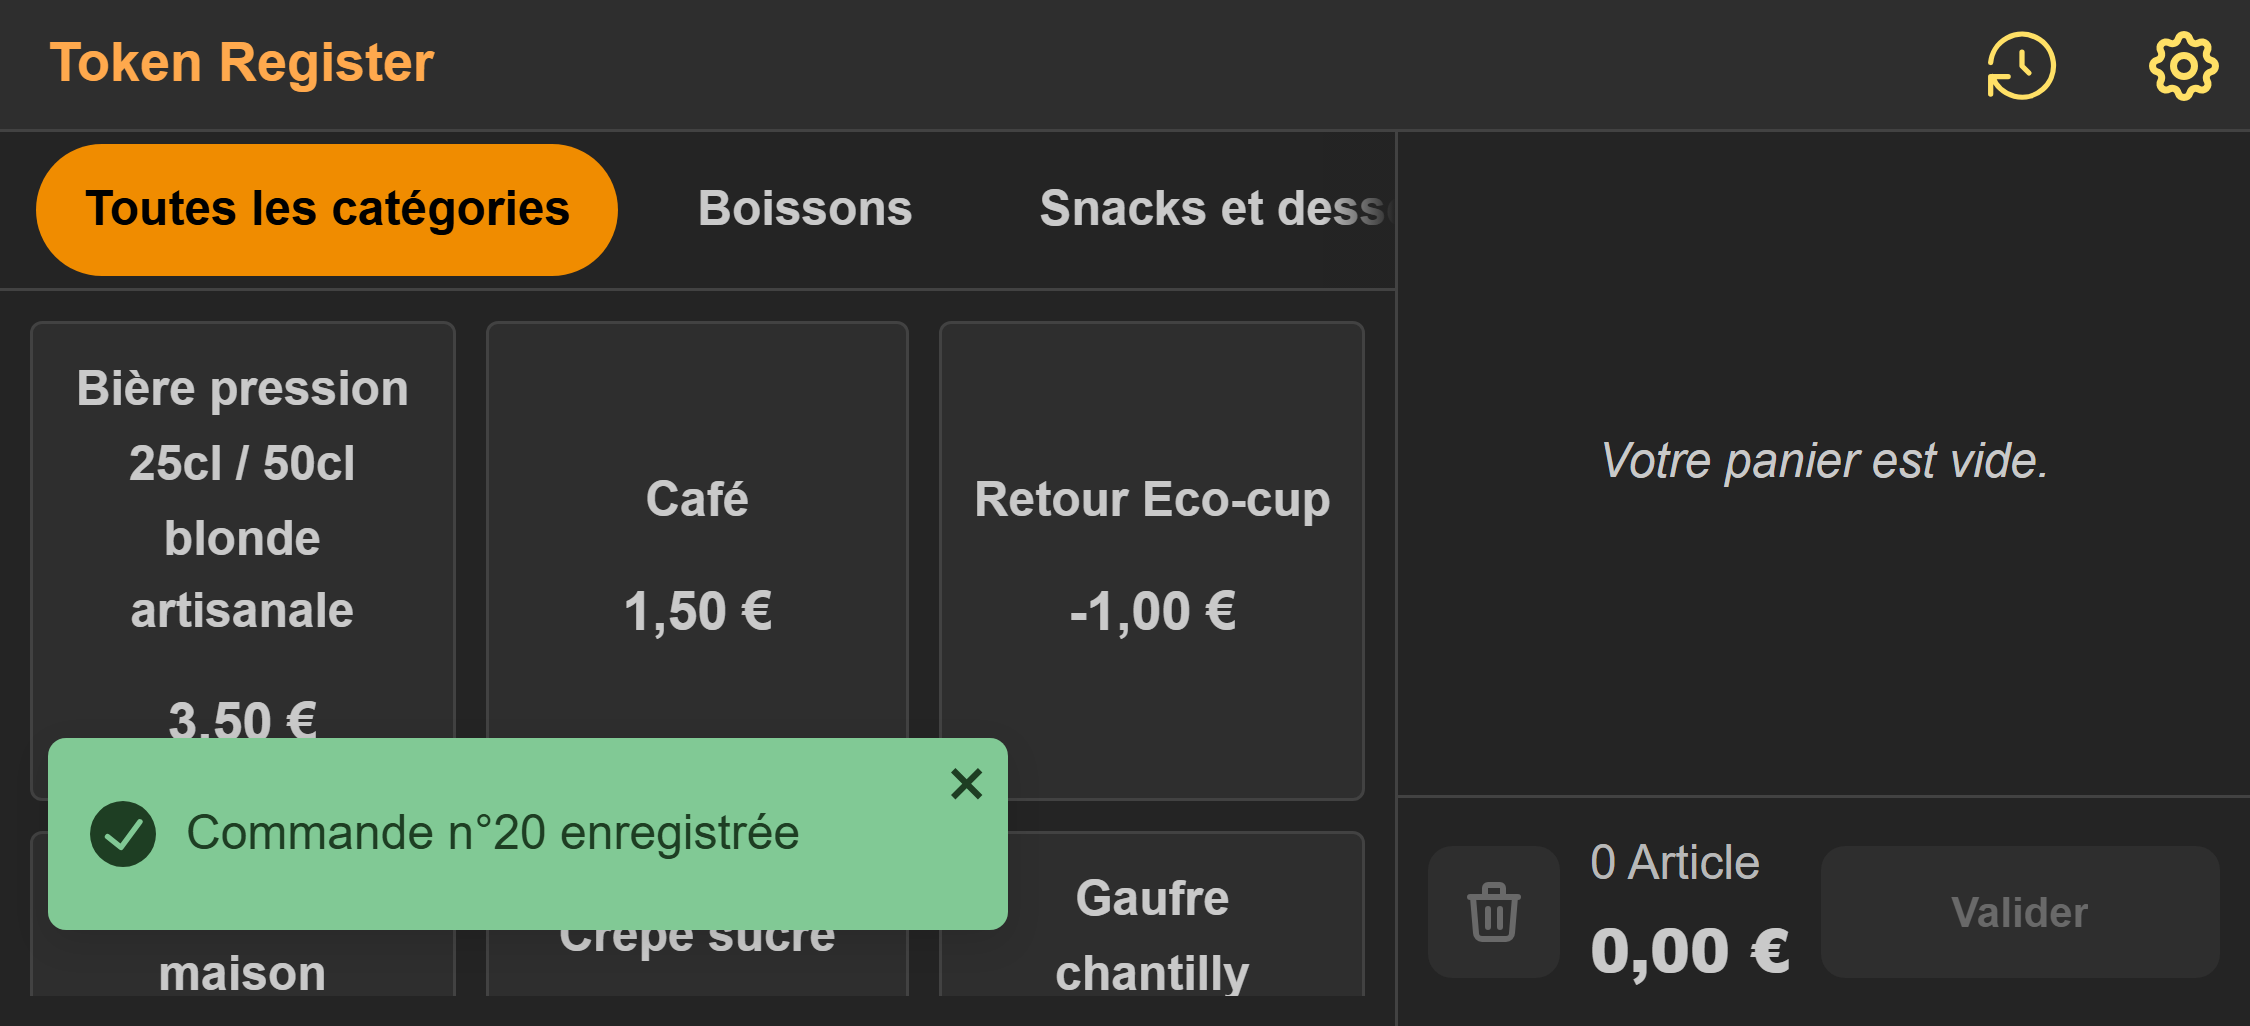 Token Register
Toutes les catégories
Boissons
Snacks et
Bière pression
25cl / 50cl
blonde
artisanale
3,50 €
Café
1,50 €
Retour Eco-cup
-1,00 €
Votre panier est vide.
Commande n°20 enregistrée
maison
Crêpe sucre
Gaufre
chantilly
0 Article
0,00 €
Valider